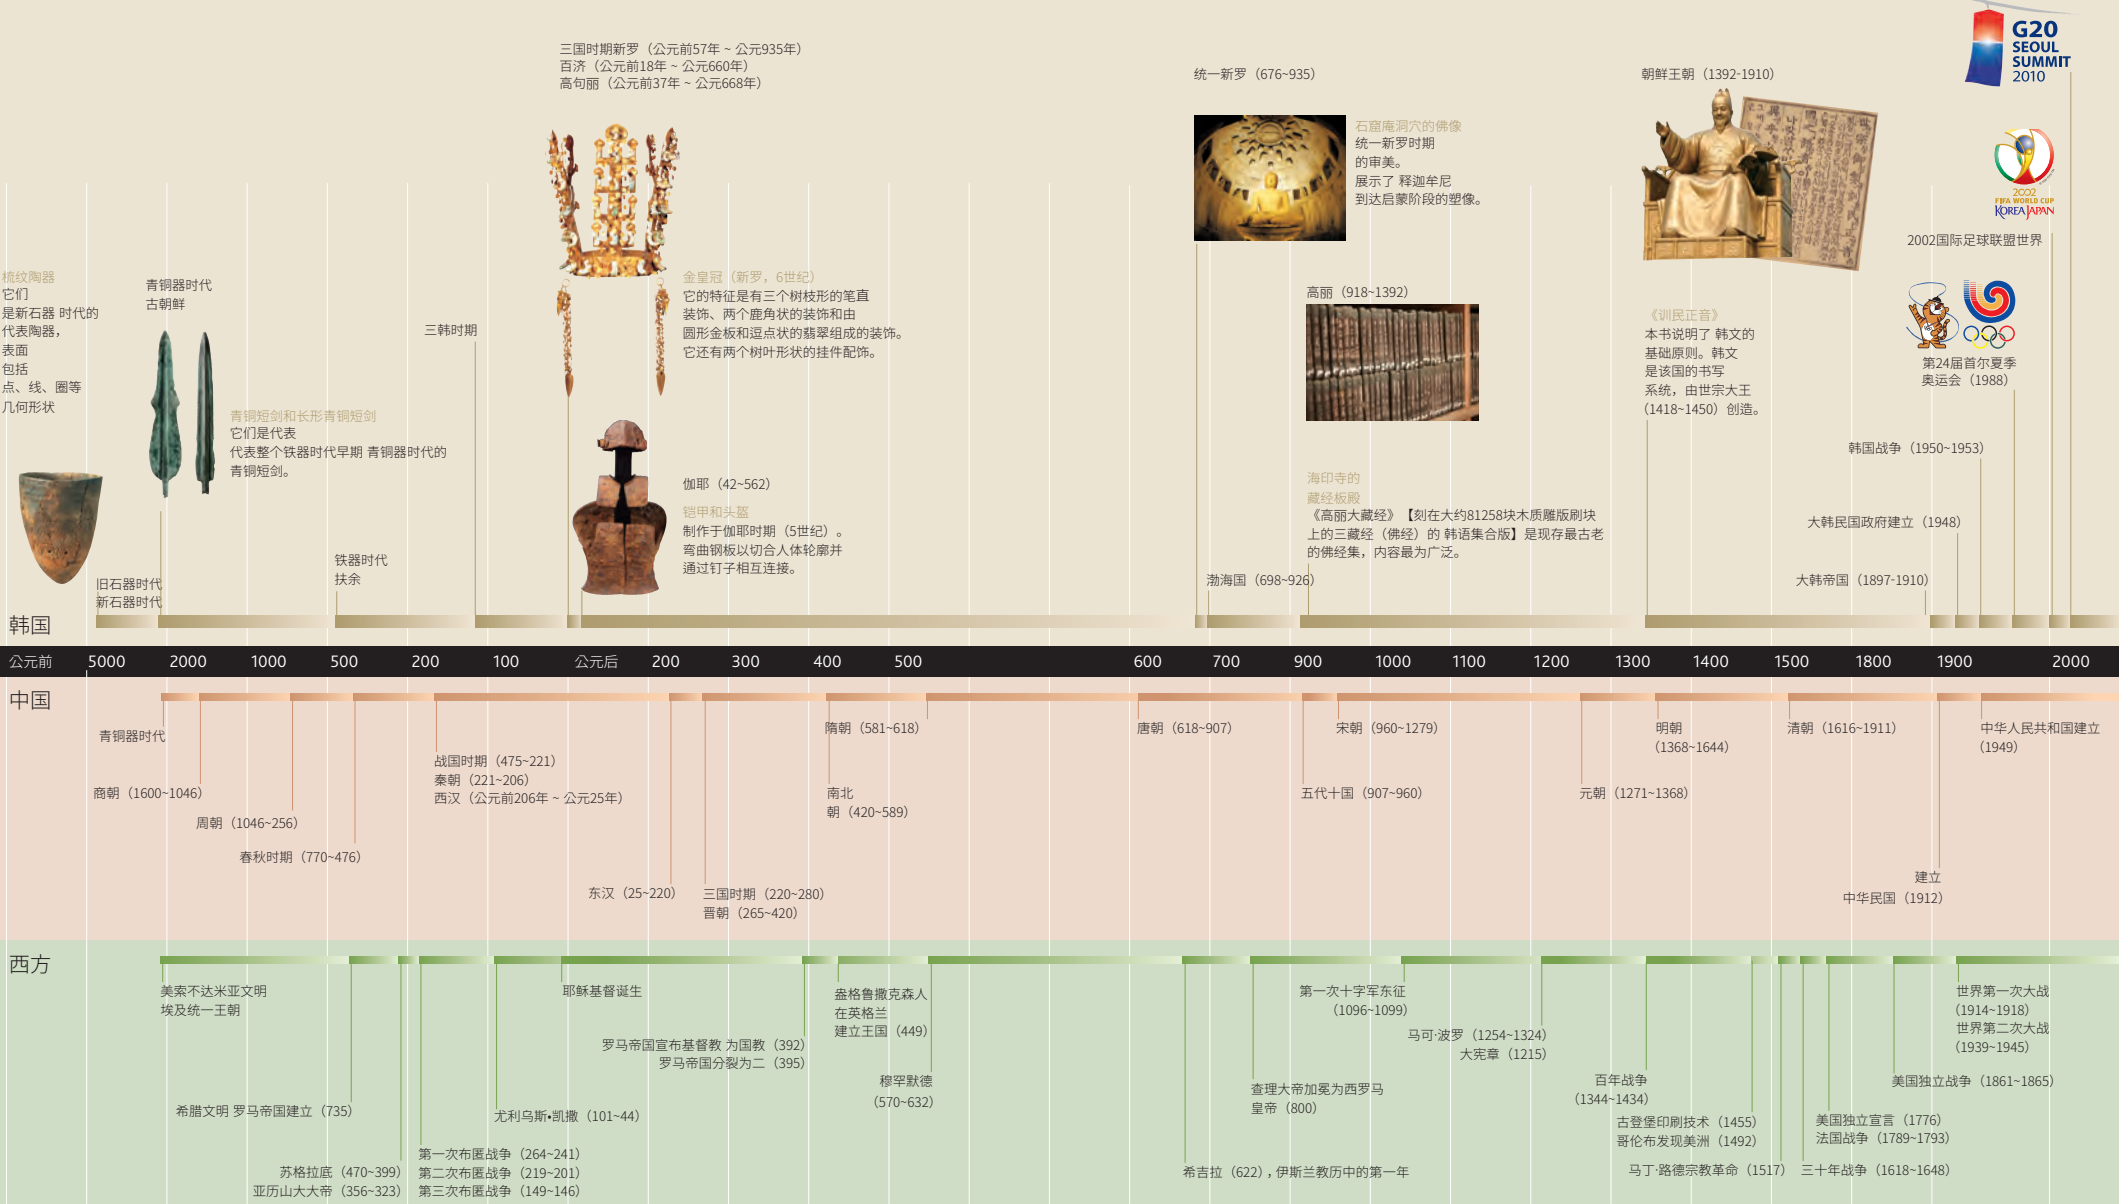 G20
SEOUL
SUMMIT
2010
三国时期新罗（公元前57年 ~ 公元935年）
百济（公元前18年 ~ 公元660年）
高句丽（公元前37年 ~ 公元668年）
统一新罗（676~935）
朝鲜王朝（1392-1910）
石窟庵洞穴的佛像
统一新罗时期
的审美。
展示了 释迦牟尼
到达启蒙阶段的塑像。
2002
FIFA WORLD CUP
KOREA JAPAN
2002国际足球联盟世界
梳纹陶器
它们
是新石器 时代的
代表陶器，
表面
包括
点、线、圈等
几何形状
青铜器时代
古朝鲜
三韩时期
金皇冠（新罗，6世纪）
它的特征是有三个树枝形的笔直
装饰、两个鹿角状的装饰和由
圆形金板和逗点状的翡翠组成的装饰。
它还有两个树叶形状的挂件配饰。
高丽（918~1392）
《训民正音》
本书说明了 韩文的
基础原则。韩文
是该国的书写
系统，由世宗大王
（1418~1450）创造。
第24届首尔夏季
奥运会（1988）
青铜短剑和长形青铜短剑
它们是代表
代表整个铁器时代早期 青铜器时代的
青铜短剑。
韩国战争（1950~1953）
伽耶（42~562）
铠甲和头盔
制作于伽耶时期（5世纪）。
弯曲钢板以切合人体轮廓并
通过钉子相互连接。
海印寺的
藏经板殿
《高丽大藏经》【刻在大约81258块木质雕版刷块
上的三藏经（佛经）的 韩语集合版】是现存最古老
的佛经集，内容最为广泛。
大韩民国政府建立（1948）
铁器时代
扶余
旧石器时代
新石器时代
渤海国（698~926）
大韩帝国（1897-1910）
韩国
公元前 5000 2000 1000 500 200 100 公元后 200 300 400 500 600 700 900 1000 1100 1200 1300 1400 1500 1800 1900 2000
中国
青铜器时代
商朝（1600~1046）
周朝（1046~256）
春秋时期（770~476）
战国时期（475~221）
秦朝（221~206）
西汉（公元前206年 ~ 公元25年）
东汉（25~220）
三国时期（220~280）
晋朝（265~420）
隋朝（581~618）
南北
朝（420~589）
唐朝（618~907）
五代十国（907~960）
宋朝（960~1279）
元朝（1271~1368）
明朝
（1368~1644）
清朝（1616~1911）
建立
中华民国（1912）
中华人民共和国建立
（1949）
西方
美索不达米亚文明
埃及统一王朝
希腊文明 罗马帝国建立（735）
苏格拉底（470~399）
亚历山大大帝（356~323）
第一次布匿战争（264~241）
第二次布匿战争（219~201）
第三次布匿战争（149~146）
尤利乌斯•凯撒（101~44）
耶稣基督诞生
罗马帝国宣布基督教 为国教（392）
罗马帝国分裂为二（395）
盎格鲁撒克森人
在英格兰
建立王国（449）
穆罕默德
（570~632）
希吉拉（622），伊斯兰教历中的第一年
查理大帝加冕为西罗马
皇帝（800）
第一次十字军东征
（1096~1099）
马可·波罗（1254~1324）
大宪章（1215）
百年战争
（1344~1434）
古登堡印刷技术（1455）
哥伦布发现美洲（1492）
马丁·路德宗教革命（1517）
三十年战争（1618~1648）
美国独立宣言（1776）
法国战争（1789~1793）
美国独立战争（1861~1865）
世界第一次大战
（1914~1918）
世界第二次大战
（1939~1945）